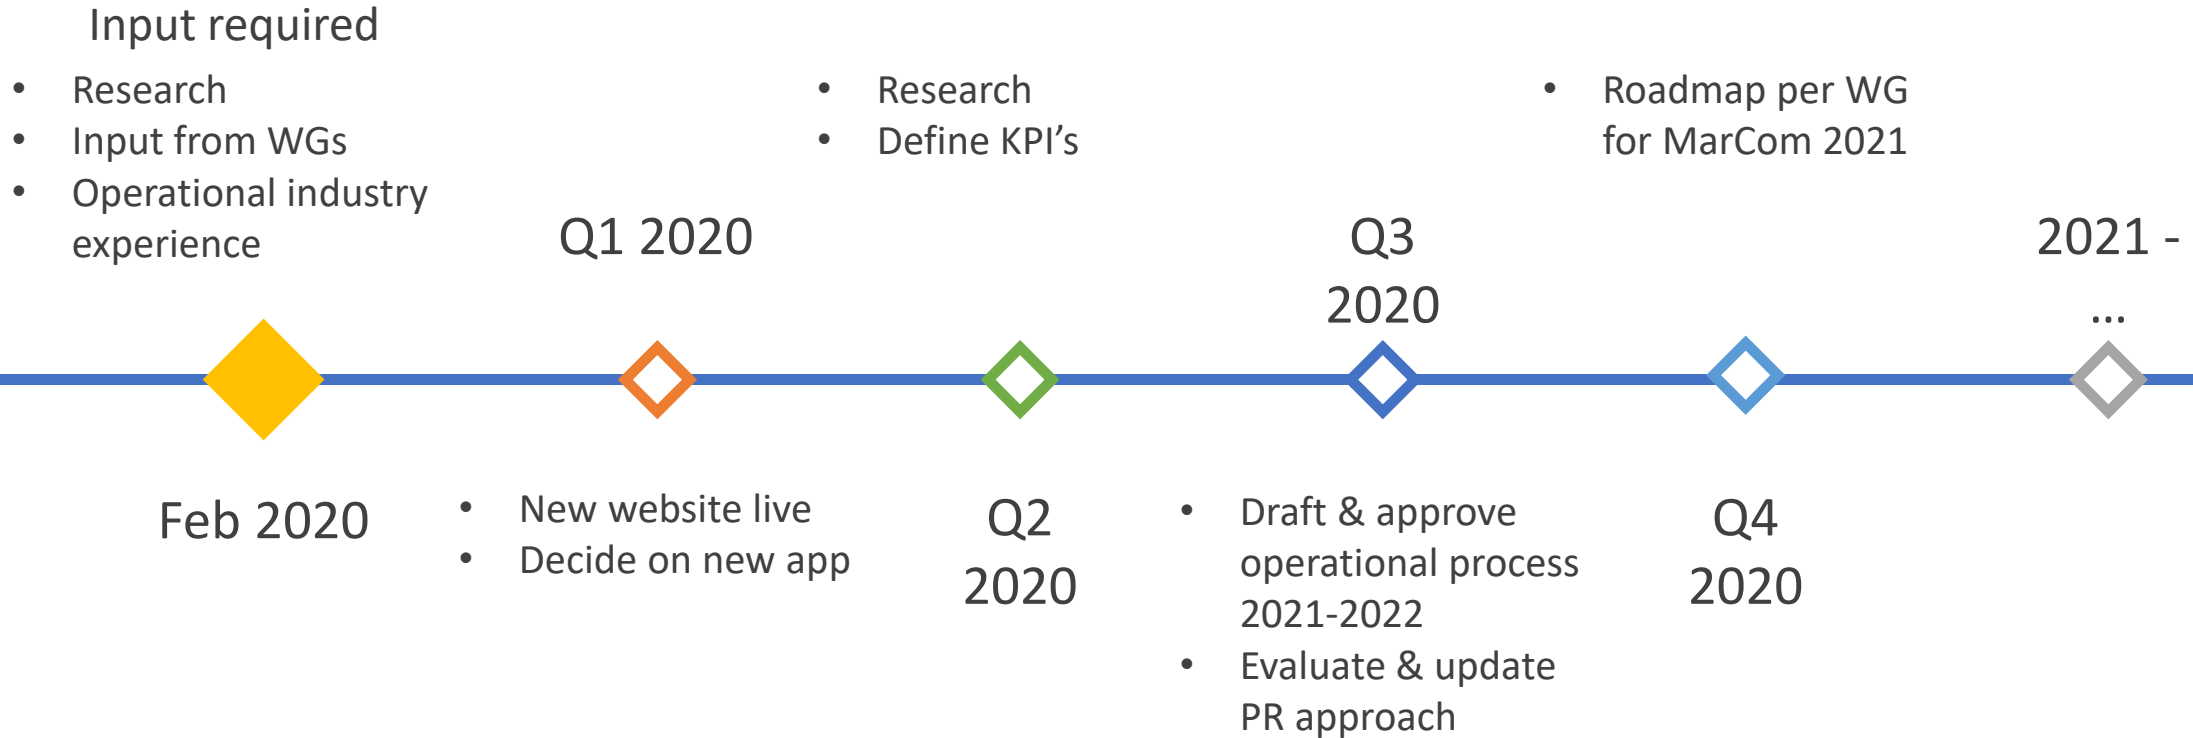 Input required
• Research
• Input from WGs
• Operational industry
experience
Feb 2020
Q1 2020
• New website live
• Decide on new app
• Research
• Define KPI’s
Q2
2020
Q3
2020
• Draft & approve
operational process
2021-2022
• Evaluate & update
PR approach
• Roadmap per WG
for MarCom 2021
Q4
2020
2021 -
…